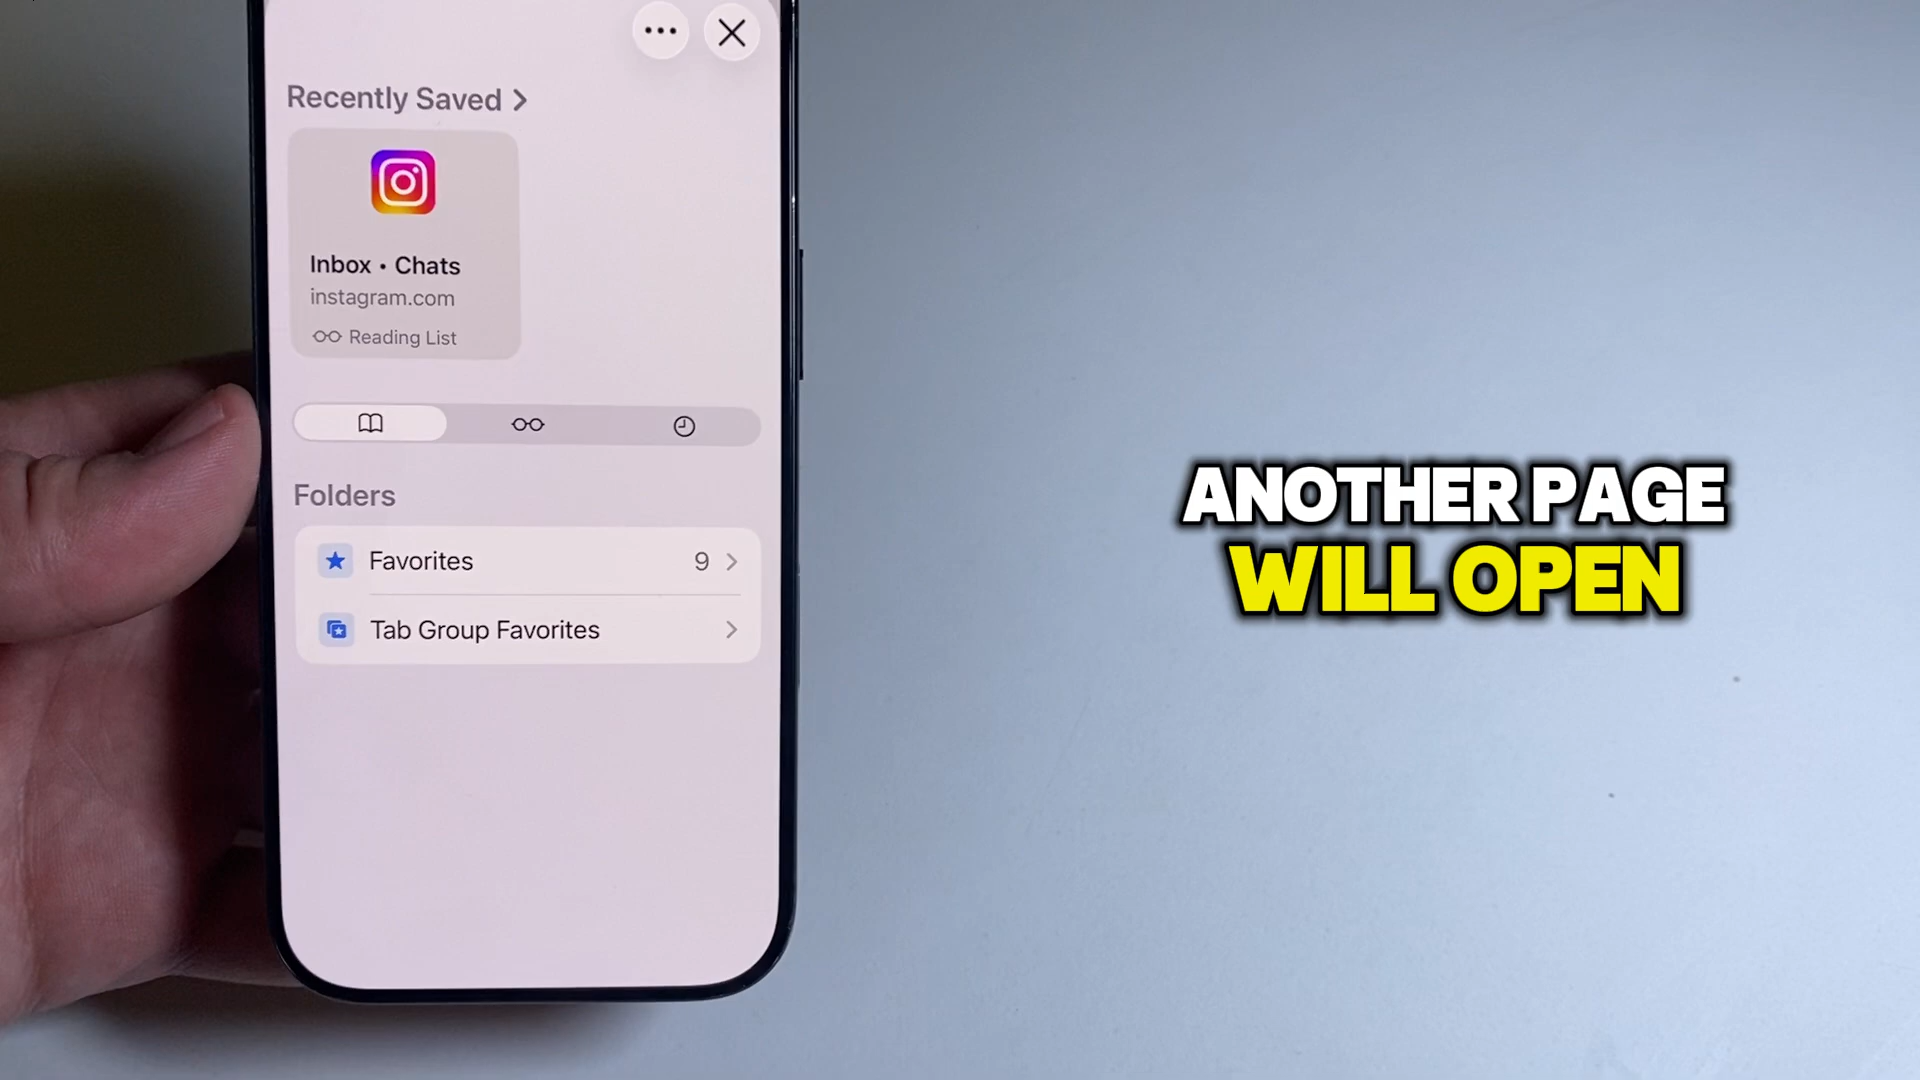 Recently Saved
Inbox • Chats
instagram.com
Reading List
Folders
Favorites 9
Tab Group Favorites
ANOTHER PAGE
WILL OPEN